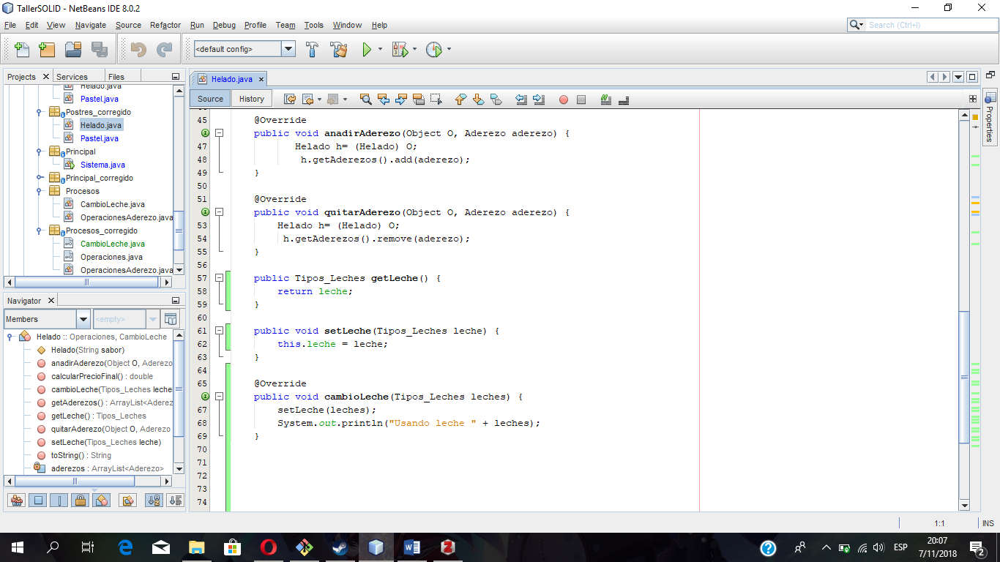 TallerSOLID - NetBeans IDE 8.0.2
File Edit View Navigate Source Refactor Run Debug Profile Team Tools Window Help
Search (Ctrl+I)
<default config>
Projects Services Files
Helado.java
Pastel.java
Postres_corregido
Helado.java
Pastel.java
Principal
Sistema.java
Principal_corregido
Procesos
CambioLeche.java
OperacionesAderezo.java
Procesos_corregido
CambioLeche.java
Operaciones.java
OperacionesAderezo.java
Navigator
Members
<empty>
Helado :: Operaciones, CambioLeche
Helado(String sabor)
anadirAderezo(Object O, Aderezo
calcularPrecioFinal() : double
cambioLeche(Tipos_Leches leche
getAderezos() : ArrayList<Aderez
getLeche() : Tipos_Leches
quitarAderezo(Object O, Aderezo
setLeche(Tipos_Leches leche)
toString() : String
aderezos : ArrayList<Aderezo>
Helado.java
Source History
45 @Override
public void anadirAderezo(Object O, Aderezo aderezo) {
47 Helado h= (Helado) O;
48 h.getAderezos().add(aderezo);
49 }
50
51 @Override
public void quitarAderezo(Object O, Aderezo aderezo) {
53 Helado h= (Helado) O;
54 h.getAderezos().remove(aderezo);
55 }
56
57 public Tipos_Leches getLeche() {
58 return leche;
59 }
60
61 public void setLeche(Tipos_Leches leche) {
62 this.leche = leche;
63 }
64
65 @Override
public void cambioLeche(Tipos_Leches leches) {
67 setLeche(leches);
68 System.out.println("Usando leche " + leches);
69 }
70
71
72
73
74
Properties
1:1 INS
ESP
20:07
7/11/2018
2